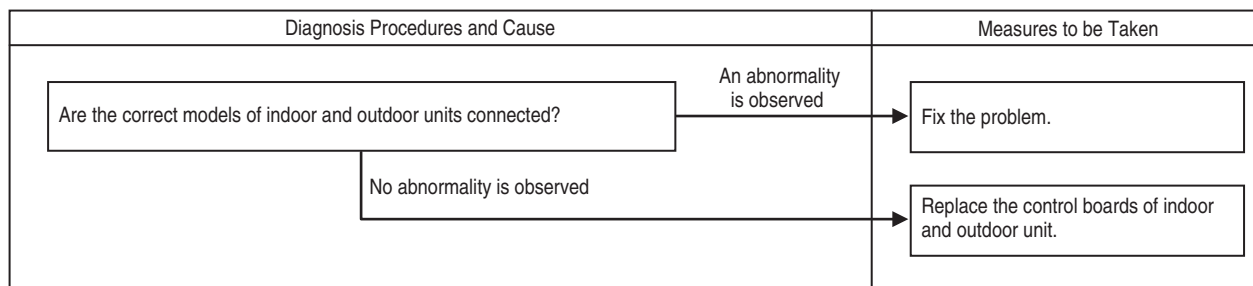 Diagnosis Procedures and Cause
Measures to be Taken
Are the correct models of indoor and outdoor units connected?
An abnormality
is observed
Fix the problem.
No abnormality is observed
Replace the control boards of indoor
and outdoor unit.